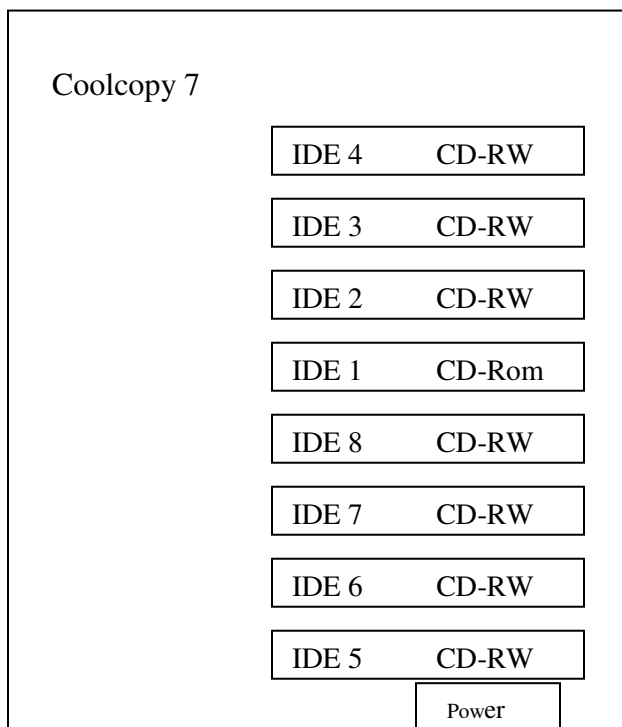 Coolcopy 7
IDE 4 CD-RW
IDE 3 CD-RW
IDE 2 CD-RW
IDE 1 CD-Rom
IDE 8 CD-RW
IDE 7 CD-RW
IDE 6 CD-RW
IDE 5 CD-RW
Power